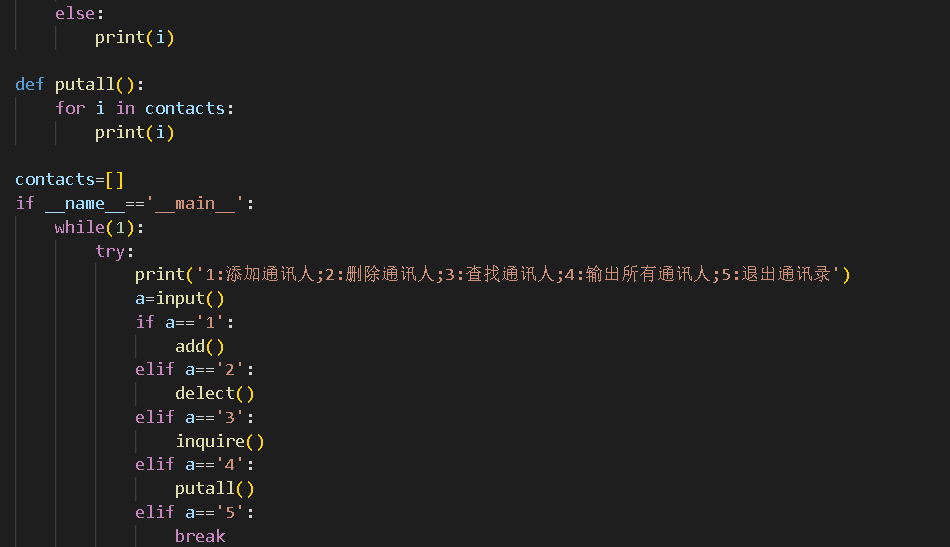 else:
print(i)
def putall():
for i in contacts:
print(i)
contacts=[]
if __name__=='__main__':
while(1):
try:
print('1:添加通讯人;2:删除通讯人;3:查找通讯人;4:输出所有通讯人;5:退出通讯录')
a=input()
if a=='1':
add()
elif a=='2':
delect()
elif a=='3':
inquire()
elif a=='4':
putall()
elif a=='5':
break